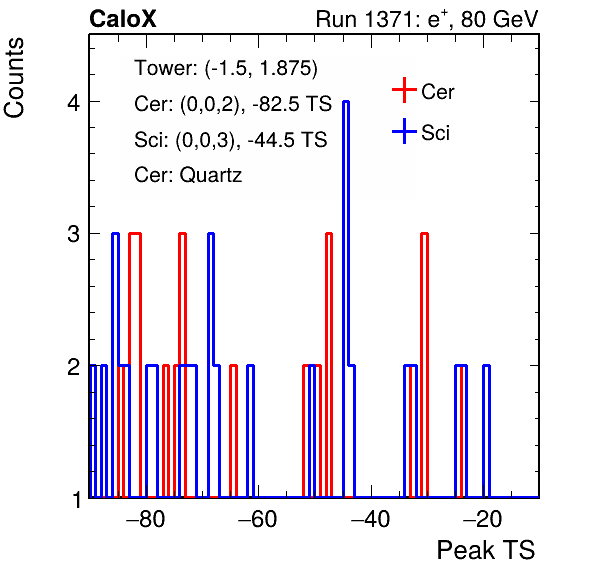 CaloX Run 1371: e⁺, 80 GeV
Counts
Tower: (-1.5, 1.875)
Cer: (0,0,2), -82.5 TS
Sci: (0,0,3), -44.5 TS
Cer: Quartz
Cer
Sci
4
3
2
1
−80 −60 −40 −20
Peak TS